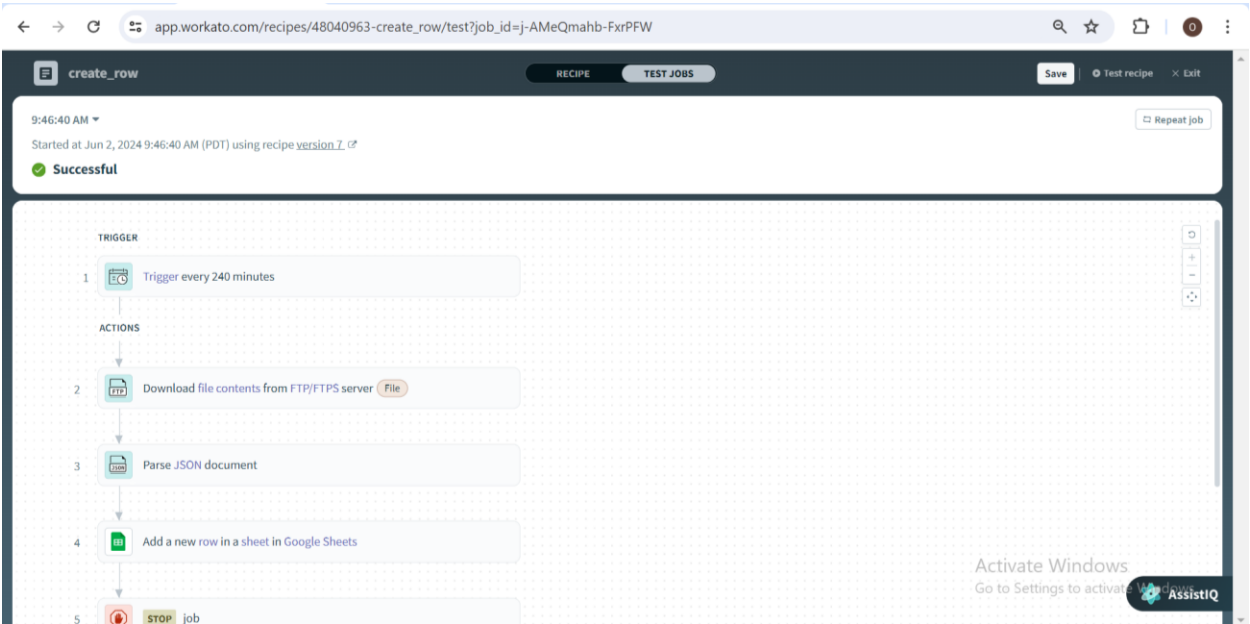 app.workato.com/recipes/48040963-create_row/test?job_id=j-AMeQmahb-FxrPFW
O
create_row
RECIPE
TEST JOBS
Save
Test recipe
Exit
9:46:40 AM
Repeat job
Started at Jun 2, 2024 9:46:40 AM (PDT) using recipe version 7
Successful
TRIGGER
1 Trigger every 240 minutes
ACTIONS
2 FTP Download file contents from FTP/FTPS server File
3 JSON Parse JSON document
4 Add a new row in a sheet in Google Sheets
Activate Windows
Go to Settings to activate Windows.
AssistIQ
5 STOP job